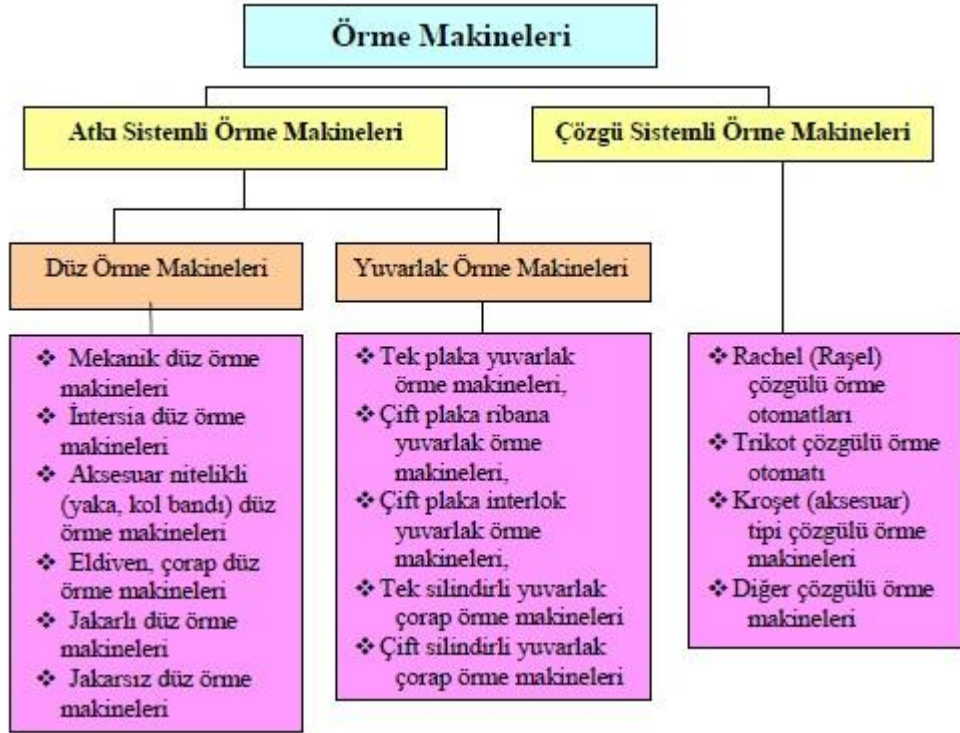 Örme Makineleri
Atkı Sistemli Örme Makineleri
Çözgü Sistemli Örme Makineleri
Düz Örme Makineleri
Yuvarlak Örme Makineleri
❖ Mekanik düz örme
makineleri
❖ İntersia düz örme
makineleri
❖ Aksesuar nitelikli
(yaka, kol bandı) düz
örme makineleri
❖ Eldiven, çorap düz
örme makineleri
❖ Jakarlı düz örme
makineleri
❖ Jakarsız düz örme
makineleri
❖ Tek plaka yuvarlak
örme makineleri,
❖ Çift plaka ribana
yuvarlak örme
makineleri,
❖ Çift plaka interlok
yuvarlak örme
makineleri,
❖ Tek silindirli yuvarlak
çorap örme makineleri
❖ Çift silindirli yuvarlak
çorap örme makineleri
❖ Rachel (Raşel)
çözgülü örme
otomatları
❖ Trikot çözgülü örme
otomatı
❖ Kroşet (aksesuar)
tipi çözgülü örme
makineleri
❖ Diğer çözgülü örme
makineleri